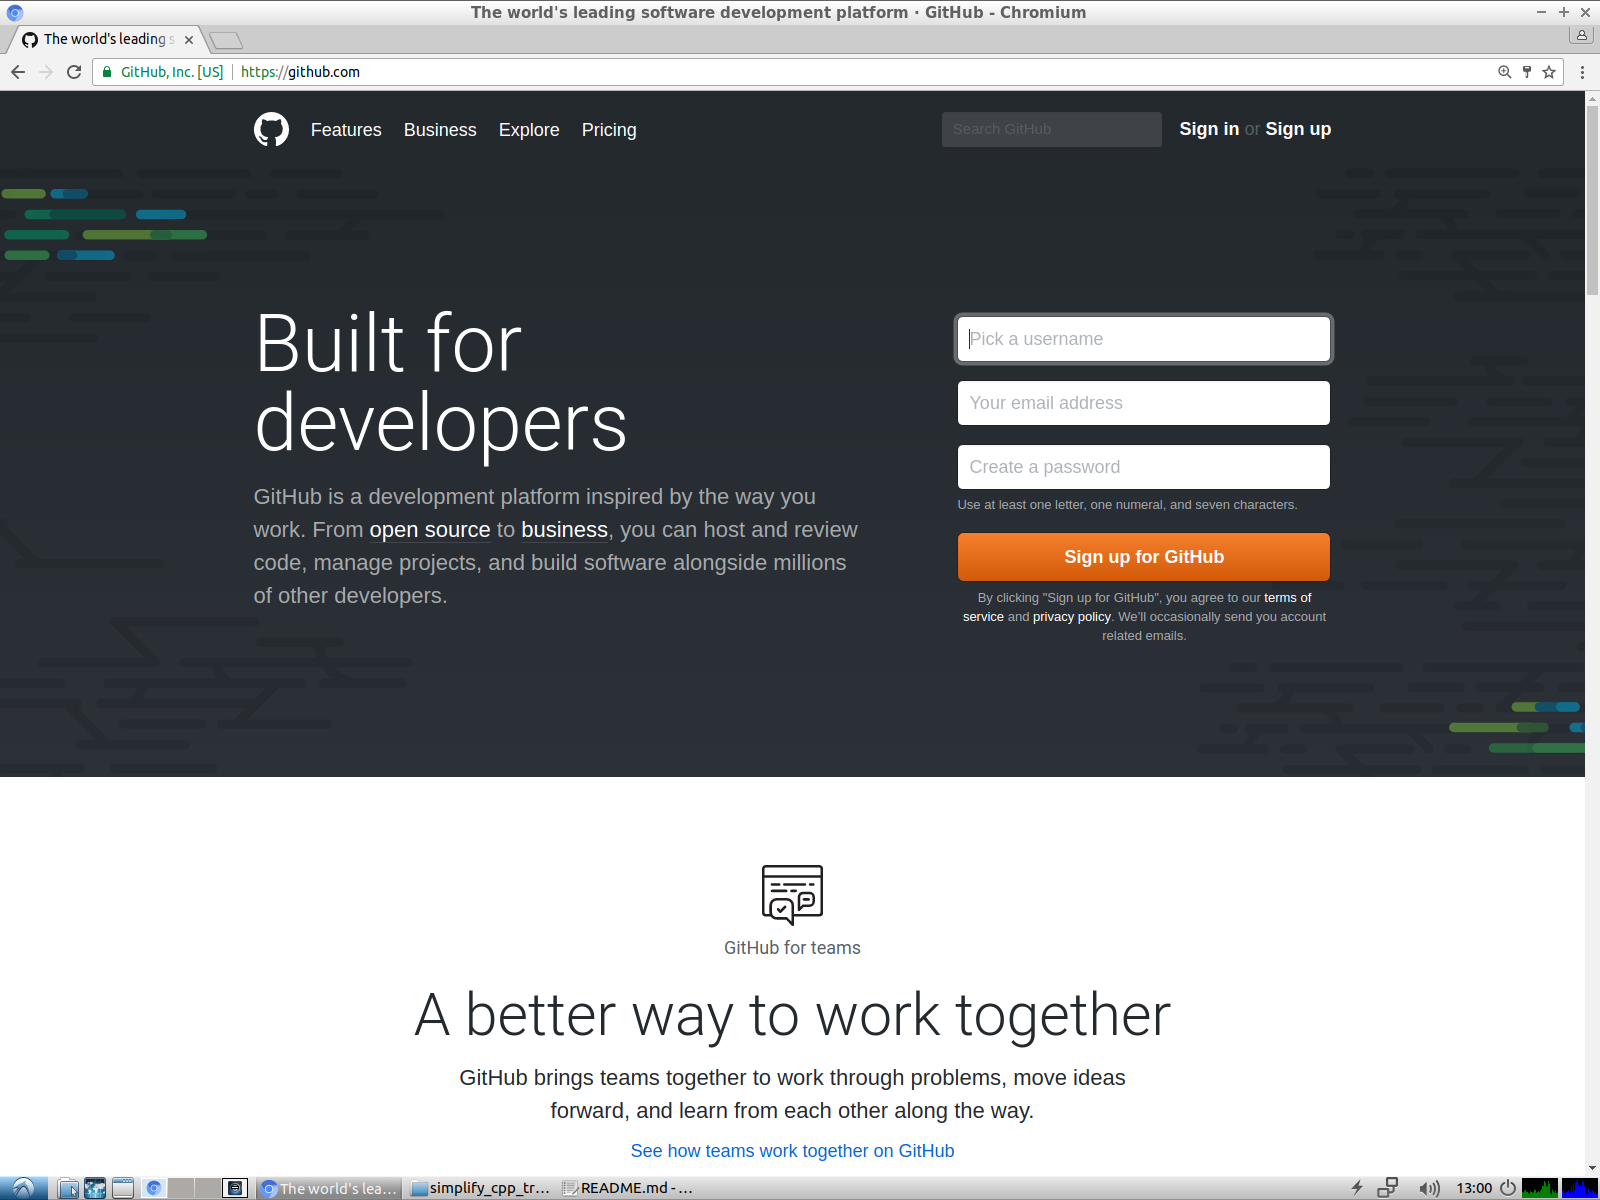 The world's leading software development platform · GitHub - Chromium
The world's leading s
GitHub, Inc. [US] https://github.com
Features Business Explore Pricing Search GitHub Sign in or Sign up
Built for
developers
GitHub is a development platform inspired by the way you
work. From open source to business, you can host and review
code, manage projects, and build software alongside millions
of other developers.
Pick a username
Your email address
Create a password
Use at least one letter, one numeral, and seven characters.
Sign up for GitHub
By clicking "Sign up for GitHub", you agree to our terms of
service and privacy policy. We'll occasionally send you account
related emails.
GitHub for teams
A better way to work together
GitHub brings teams together to work through problems, move ideas
forward, and learn from each other along the way.
See how teams work together on GitHub
The world's lea... simplify_cpp_tr... README.md - ... 13:00